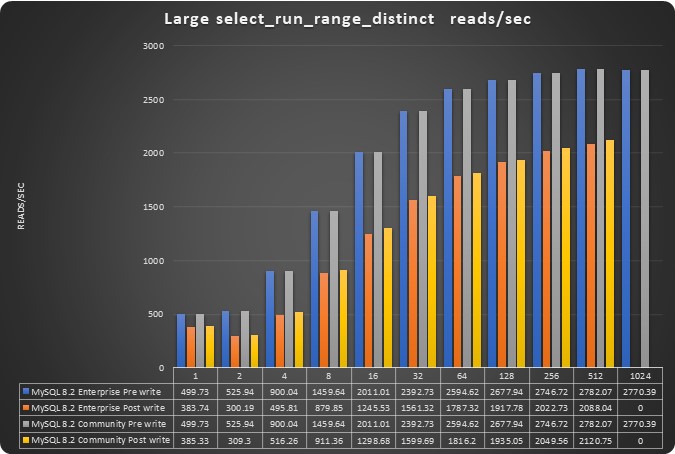 Large select_run_range_distinct reads/sec
3000
2500
2000
1500
1000
500
0
READS/SEC
1 2 4 8 16 32 64 128 256 512 1024
MySQL 8.2 Enterprise Pre write 499.73 525.94 900.04 1459.64 2011.01 2392.73 2594.62 2677.94 2746.72 2782.07 2770.39
MySQL 8.2 Enterprise Post write 383.74 300.19 495.81 879.85 1245.53 1561.32 1787.32 1917.78 2022.73 2088.04 0
MySQL 8.2 Community Pre write 499.73 525.94 900.04 1459.64 2011.01 2392.73 2594.62 2677.94 2746.72 2782.07 2770.39
MySQL 8.2 Community Post write 385.33 309.3 516.26 911.36 1298.68 1599.69 1816.2 1935.05 2049.56 2120.75 0